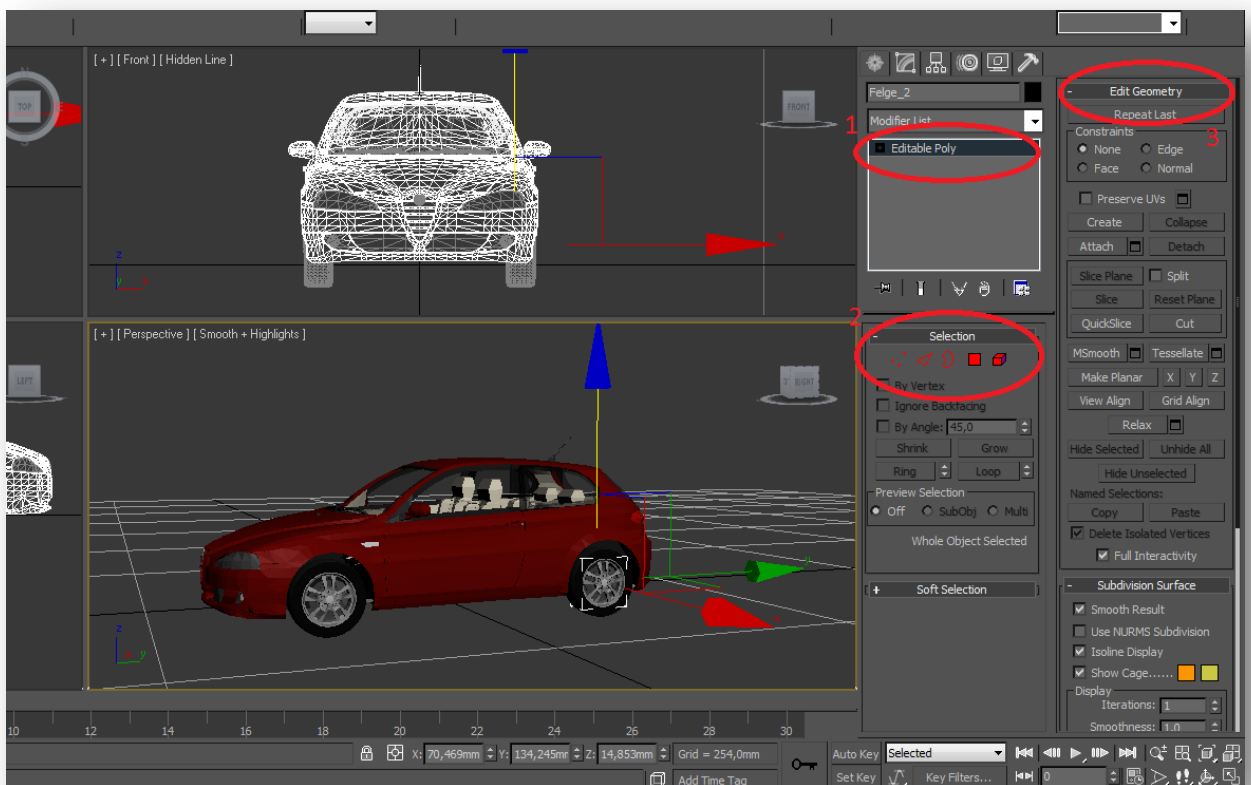 [ + ] [ Front ] [ Hidden Line ]
TOP
FRONT
z
y x
x
[ + ] [ Perspective ] [ Smooth + Highlights ]
LEFT
RIGHT
z
x y
y
x
10 12 14 16 18 20 22 24 26 28 30
X: 70,469mm Y: 134,245mm Z: 14,853mm Grid = 254,0mm
Add Time Tag
Auto Key Selected
Set Key Key Filters... 0
Felge_2
1
Modifier List
+ Editable Poly
2
- Selection
By Vertex
Ignore Backfacing
By Angle: 45,0
Shrink Grow
Ring Loop
Preview Selection
Off SubObj Multi
Whole Object Selected
+ Soft Selection
- Edit Geometry
Repeat Last
3
Constraints
None Edge
Face Normal
Preserve UVs
Create Collapse
Attach Detach
Slice Plane Split
Slice Reset Plane
QuickSlice Cut
MSmooth Tessellate
Make Planar X Y Z
View Align Grid Align
Relax
Hide Selected Unhide All
Hide Unselected
Named Selections:
Copy Paste
Delete Isolated Vertices
Full Interactivity
- Subdivision Surface
Smooth Result
Use NURMS Subdivision
Isoline Display
Show Cage......
Display
Iterations: 1
Smoothness: 1,0